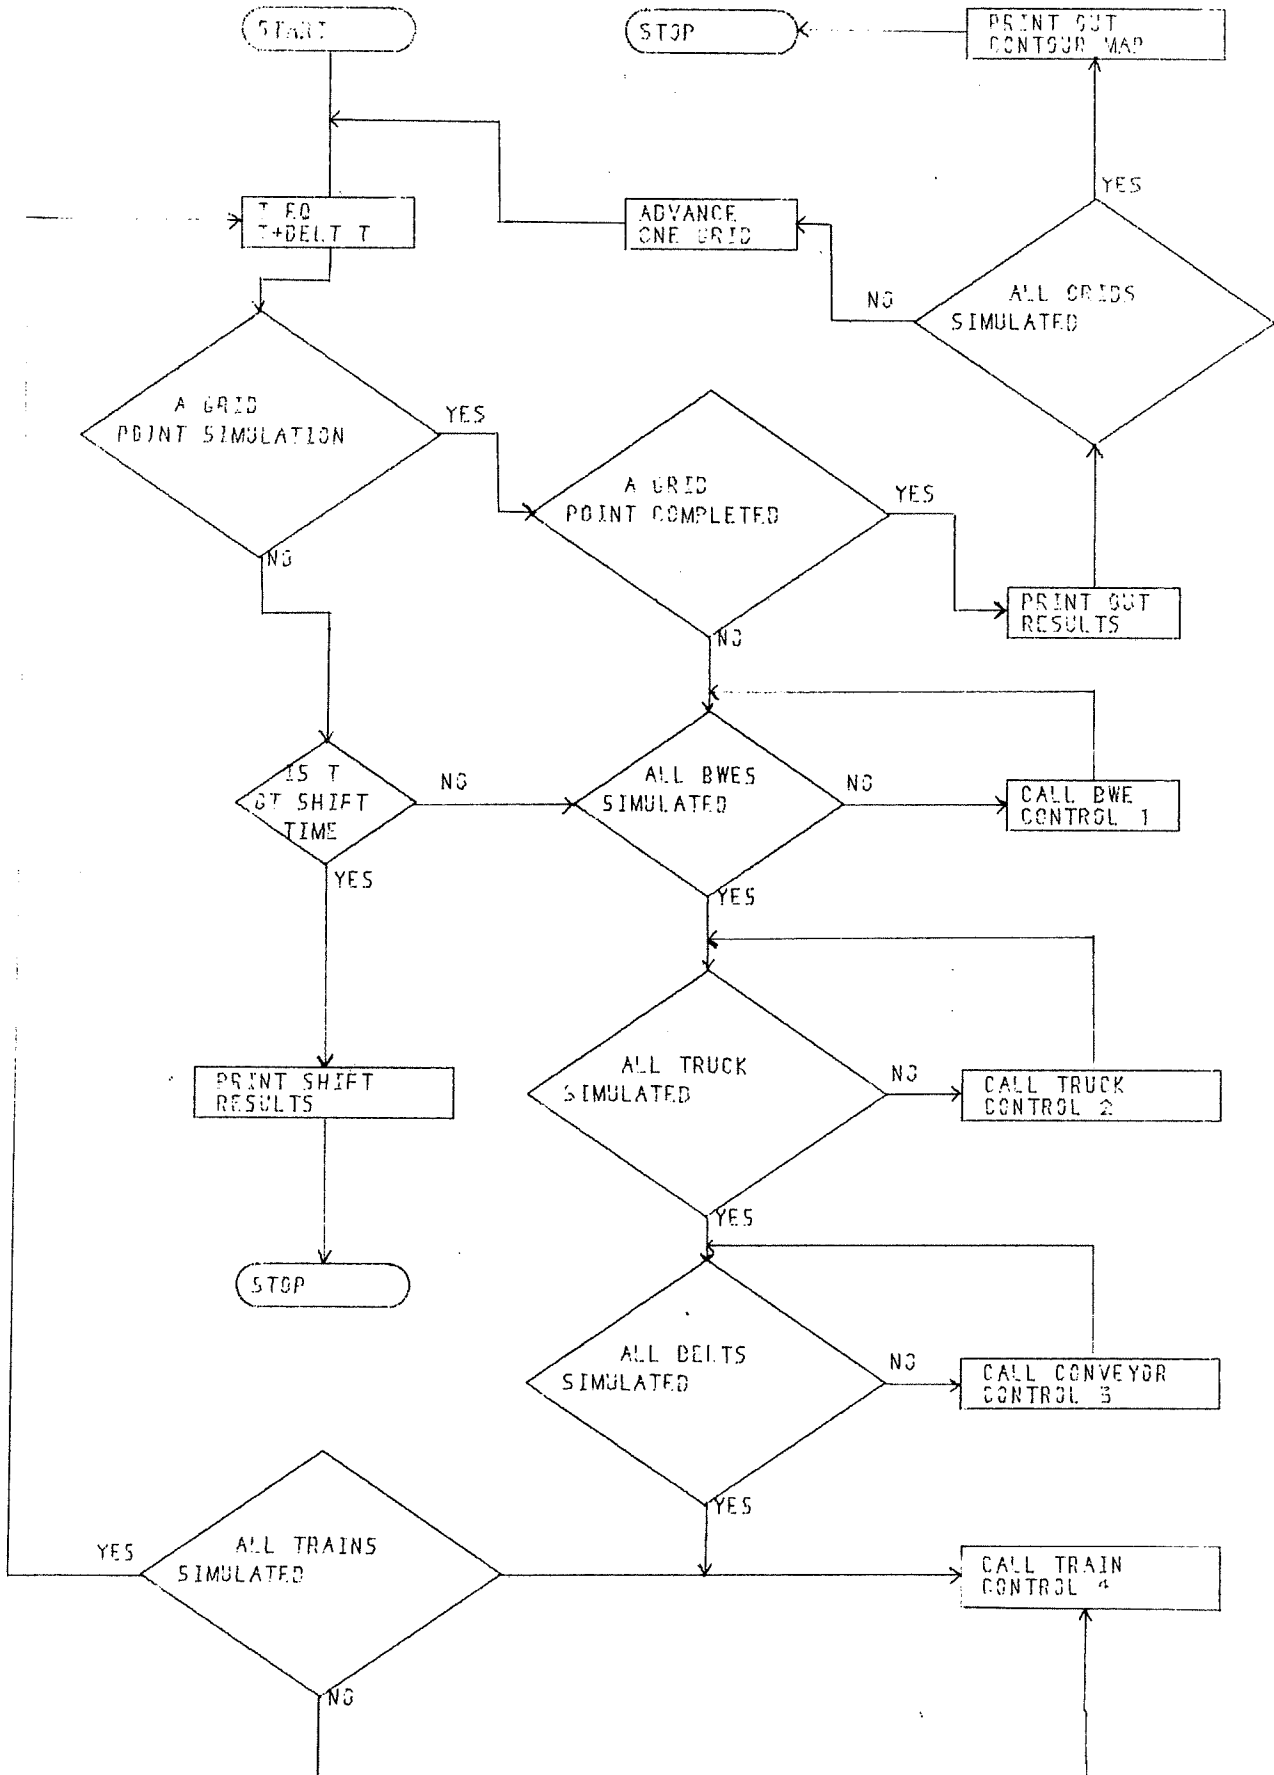 START
STOP
PRINT OUT
CONTOUR MAP
YES
T EQ
T+DELT T
ADVANCE
ONE GRID
NO
ALL GRIDS
SIMULATED
A GRID
POINT SIMULATION
YES
A GRID
POINT COMPLETED
YES
NO
PRINT OUT
RESULTS
NO
IS T
GT SHIFT
TIME
NO
ALL BWES
SIMULATED
NO
CALL BWE
CONTROL 1
YES
YES
ALL TRUCK
SIMULATED
NO
CALL TRUCK
CONTROL 2
PRINT SHIFT
RESULTS
YES
STOP
ALL BELTS
SIMULATED
NO
CALL CONVEYOR
CONTROL 3
YES
YES
ALL TRAINS
SIMULATED
CALL TRAIN
CONTROL 4
NO